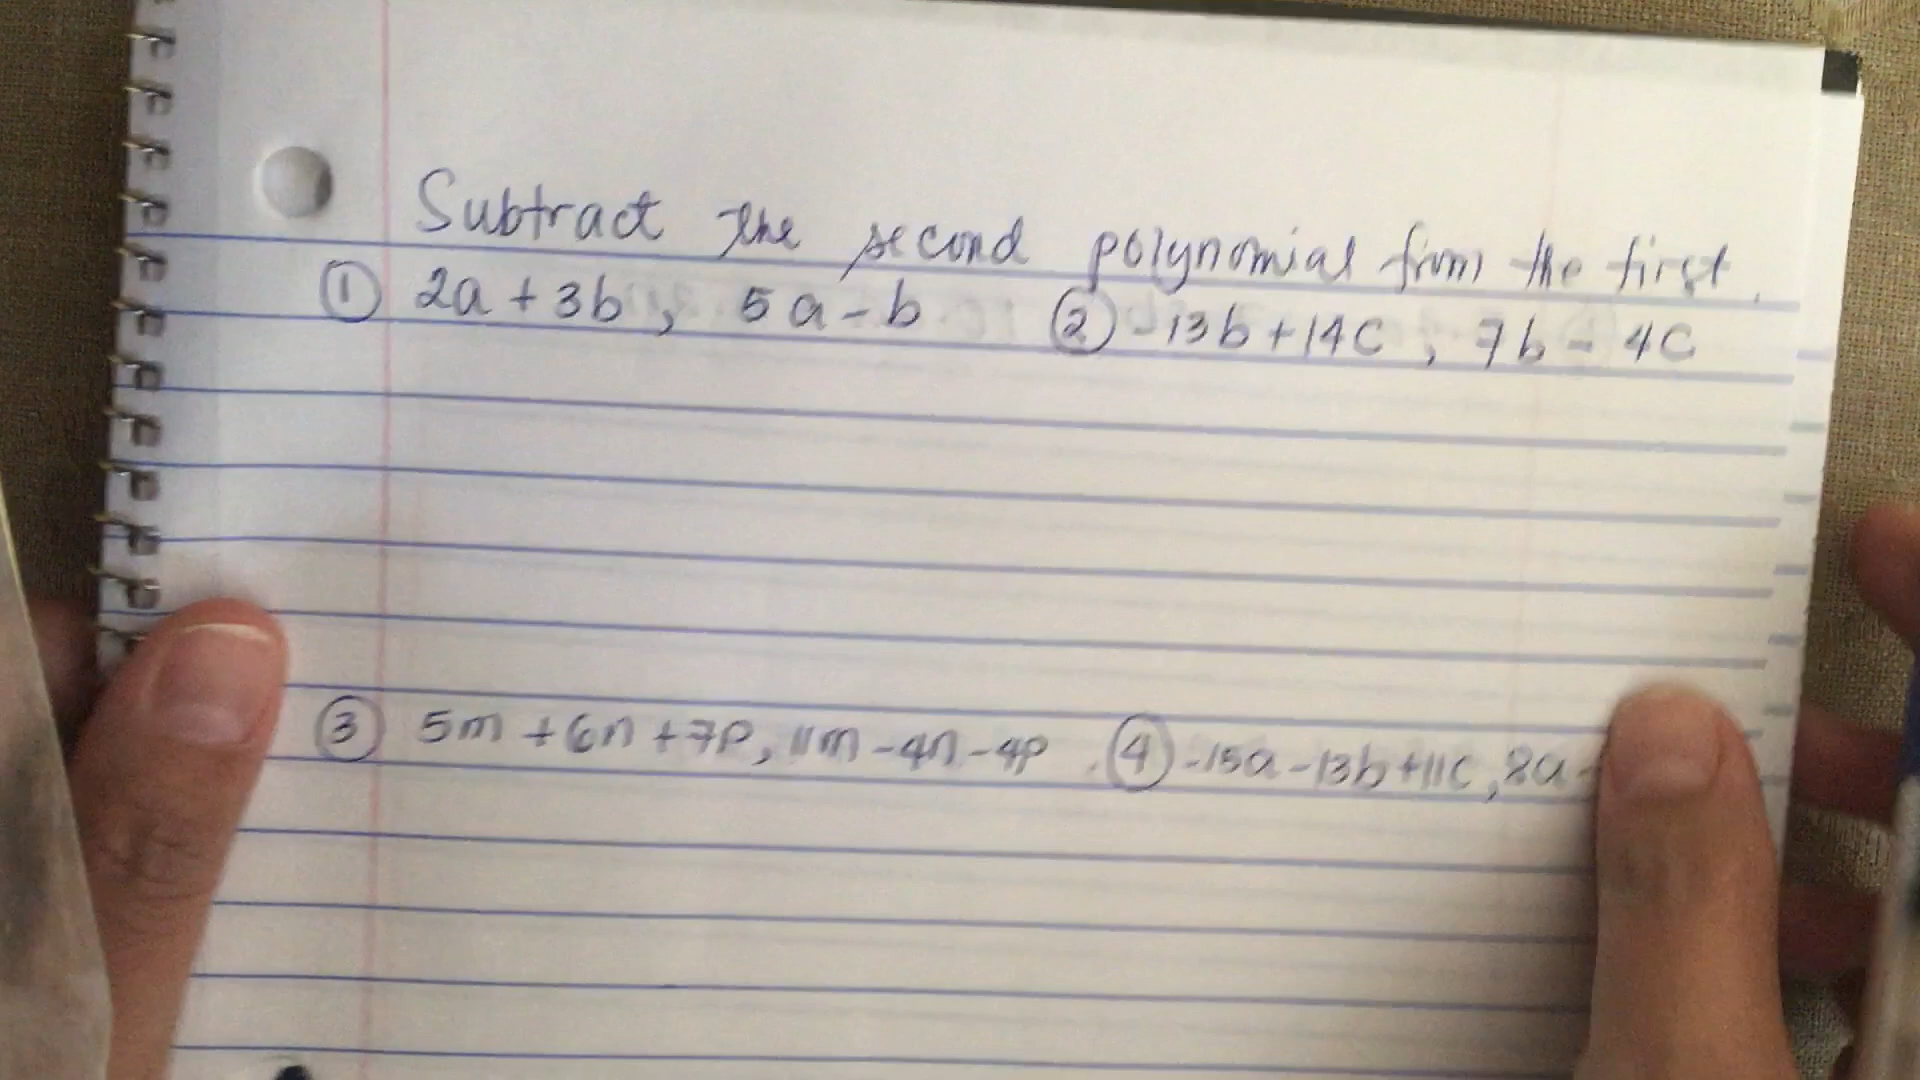 Subtract the second polynomial from the first.
① 2a + 3b, 5a - b ② -13b + 14c, 7b - 4c
③ 5m + 6n + 7p, 11m - 4n - 4p. ④ -15a - 13b + 11c, 2a -